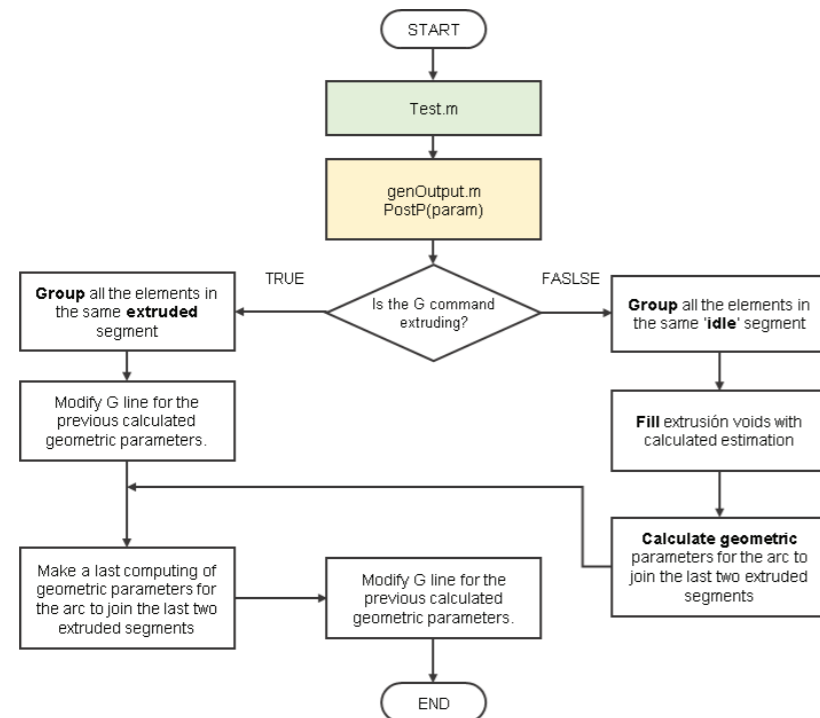 START
Test.m
genOutput.m
PostP(param)
TRUE
FASLSE
Is the G command
extruding?
Group all the elements in
the same extruded
segment
Group all the elements in
the same 'idle' segment
Modify G line for the
previous calculated
geometric parameters.
Fill extrusión voids with
calculated estimation
Calculate geometric
parameters for the arc to
join the last two extruded
segments
Make a last computing of
geometric parameters for
the arc to join the last two
extruded segments
Modify G line for the
previous calculated
geometric parameters.
END